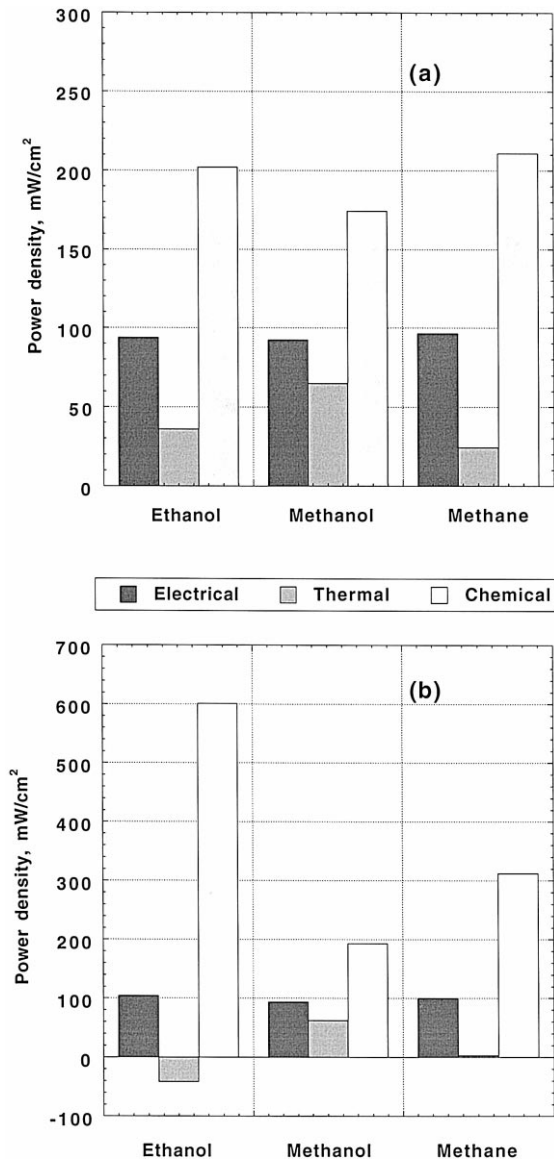 300
(a)
250
200
150
100
50
0
Power density, mW/cm²
Ethanol Methanol Methane
Electrical Thermal Chemical
700
(b)
600
500
400
300
200
100
0
-100
Power density, mW/cm²
Ethanol Methanol Methane